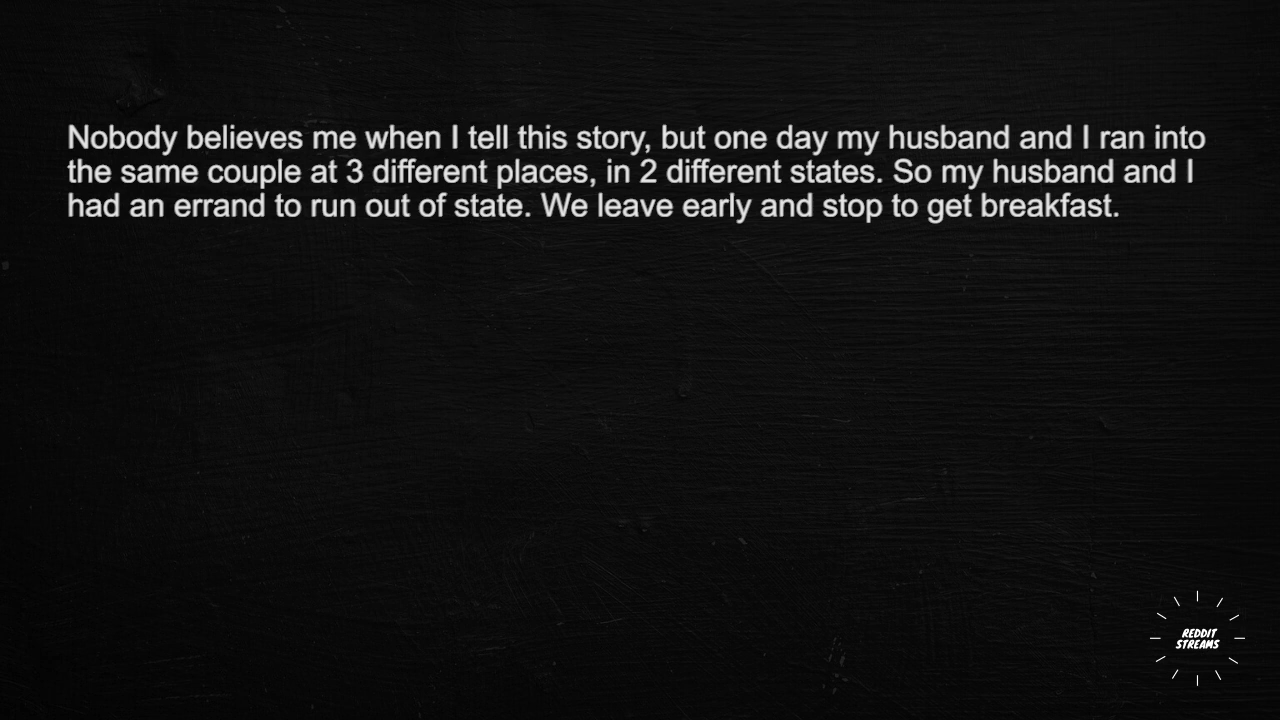 Nobody believes me when I tell this story, but one day my husband and I ran into
the same couple at 3 different places, in 2 different states. So my husband and I
had an errand to run out of state. We leave early and stop to get breakfast.
REDDIT
STREAMS